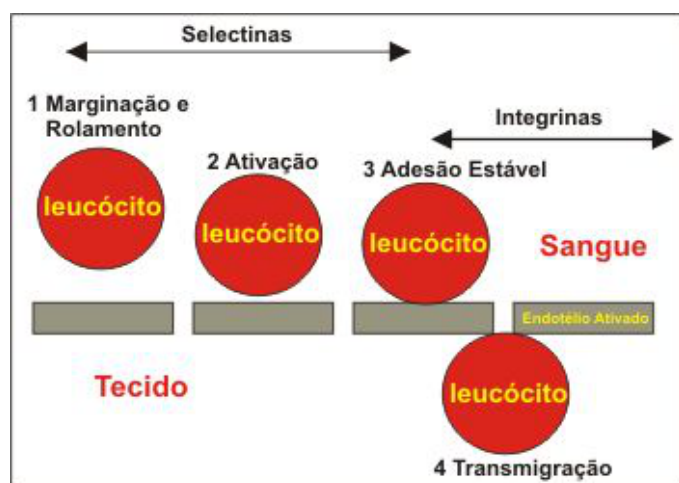 Selectinas
1 Marginação e
Rolamento
Integrinas
2 Ativação
3 Adesão Estável
leucócito
leucócito
leucócito
Sangue
Endotélio Ativado
Tecido
leucócito
4 Transmigração